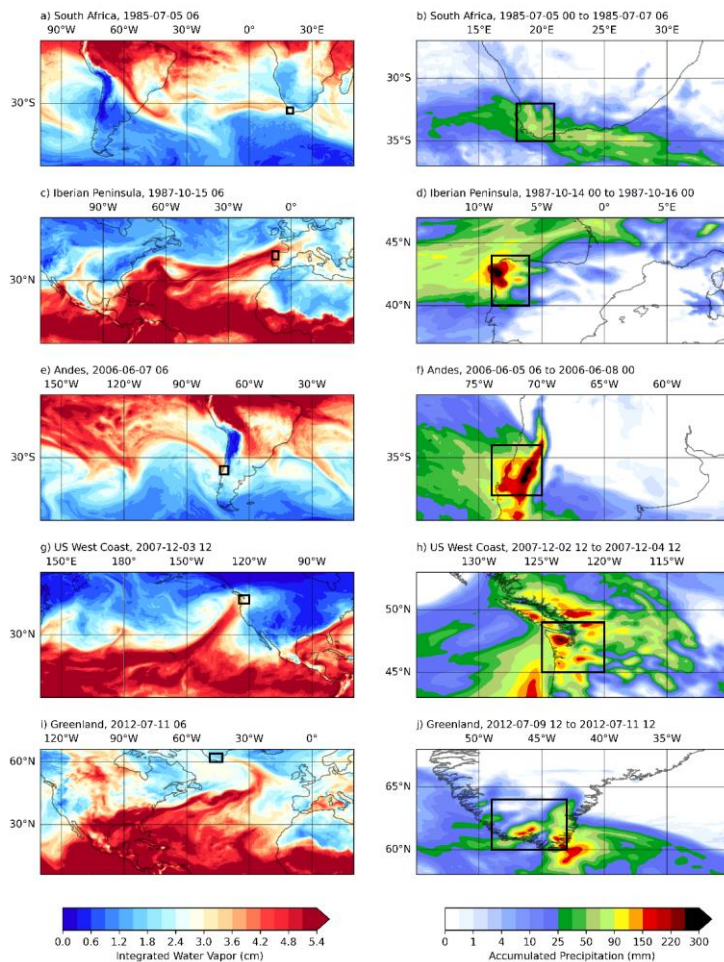 a) South Africa, 1985-07-05 06
90°W 60°W 30°W 0° 30°E
30°S
b) South Africa, 1985-07-05 00 to 1985-07-07 06
15°E 20°E 25°E 30°E
30°S
35°S
c) Iberian Peninsula, 1987-10-15 06
90°W 60°W 30°W 0°
30°N
d) Iberian Peninsula, 1987-10-14 00 to 1987-10-16 00
10°W 5°W 0° 5°E
45°N
40°N
e) Andes, 2006-06-07 06
150°W 120°W 90°W 60°W 30°W
30°S
f) Andes, 2006-06-05 06 to 2006-06-08 00
75°W 70°W 65°W 60°W
35°S
g) US West Coast, 2007-12-03 12
150°E 180° 150°W 120°W 90°W
30°N
h) US West Coast, 2007-12-02 12 to 2007-12-04 12
130°W 125°W 120°W 115°W
50°N
45°N
i) Greenland, 2012-07-11 06
120°W 90°W 60°W 30°W 0°
60°N
30°N
j) Greenland, 2012-07-09 12 to 2012-07-11 12
50°W 45°W 40°W 35°W
65°N
60°N
0.0 0.6 1.2 1.8 2.4 3.0 3.6 4.2 4.8 5.4
Integrated Water Vapor (cm)
0 1 4 10 25 50 90 150 220 300
Accumulated Precipitation (mm)